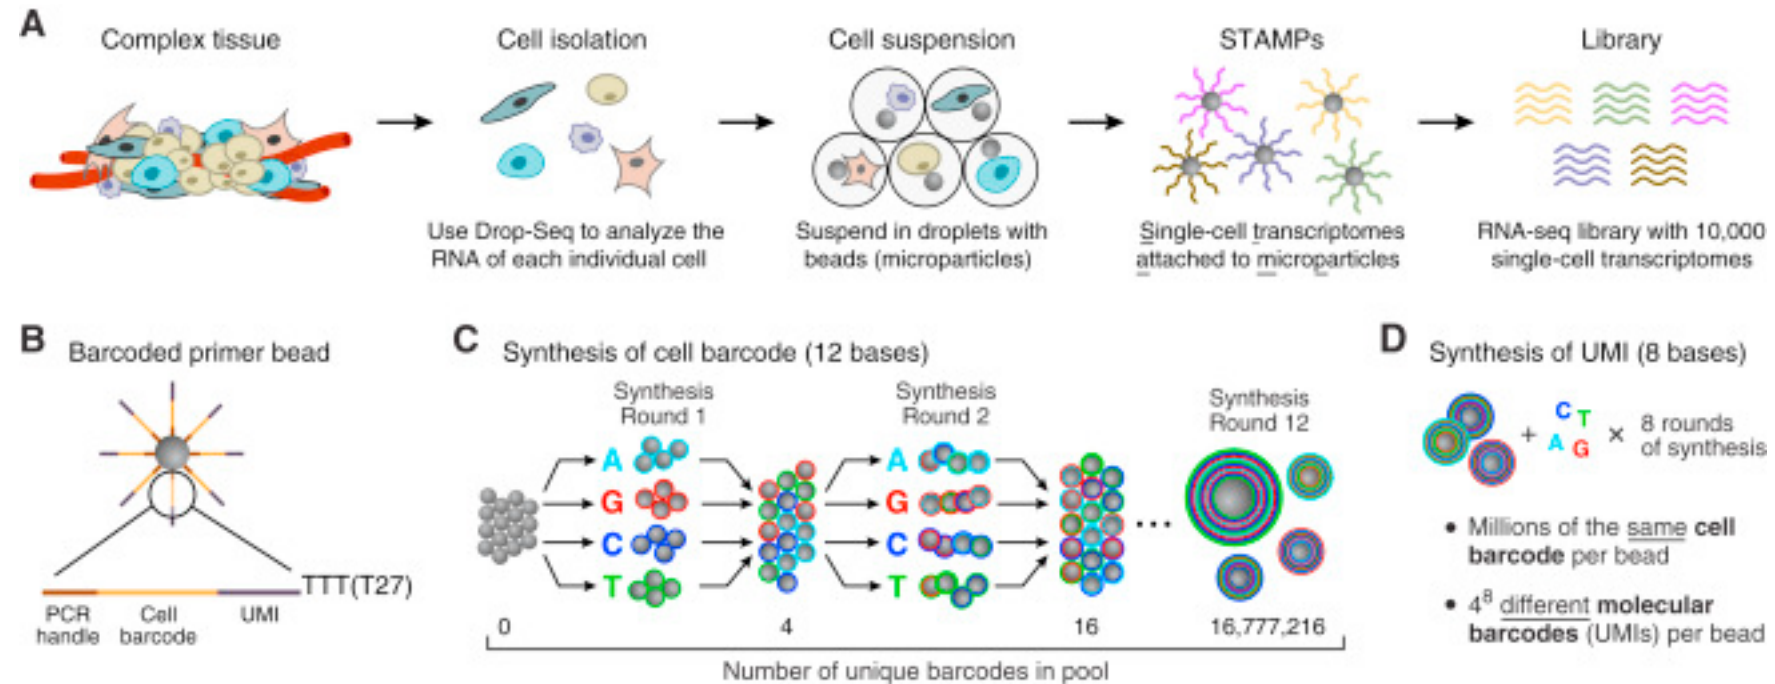 A
Complex tissue
Cell isolation
Use Drop-Seq to analyze the
RNA of each individual cell
Cell suspension
Suspend in droplets with
beads (microparticles)
STAMPs
Single-cell transcriptomes
attached to microparticles
Library
RNA-seq library with 10,000
single-cell transcriptomes
B
Barcoded primer bead
TTT(T27)
PCR
handle
Cell
barcode
UMI
C
Synthesis of cell barcode (12 bases)
Synthesis
Round 1
A
G
C
T
Synthesis
Round 2
A
G
C
T
Synthesis
Round 12
...
0
4
16
16,777,216
Number of unique barcodes in pool
D
Synthesis of UMI (8 bases)
+
C
T
A
G
×
8 rounds
of synthesis
• Millions of the same cell
barcode per bead
• 4⁸ different molecular
barcodes (UMIs) per bead